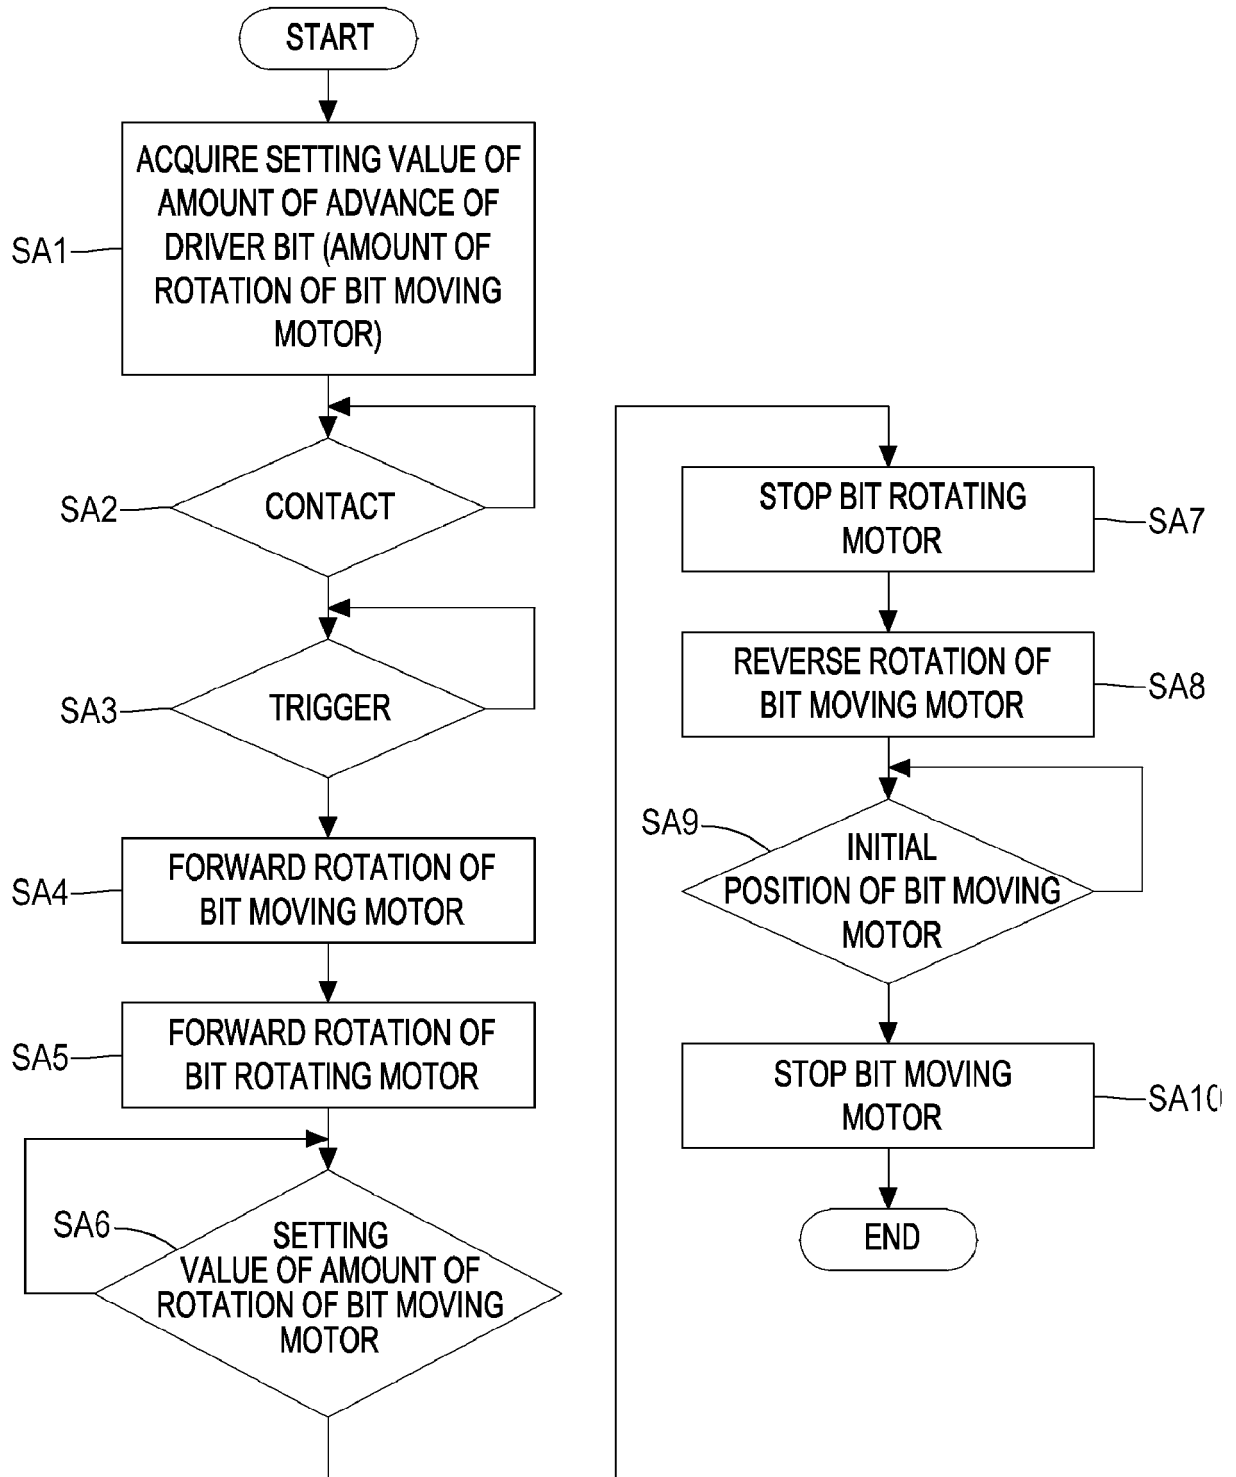 START
ACQUIRE SETTING VALUE OF
AMOUNT OF ADVANCE OF
DRIVER BIT (AMOUNT OF
ROTATION OF BIT MOVING
MOTOR)
SA1
CONTACT
SA2
TRIGGER
SA3
FORWARD ROTATION OF
BIT MOVING MOTOR
SA4
FORWARD ROTATION OF
BIT ROTATING MOTOR
SA5
SETTING
VALUE OF AMOUNT OF
ROTATION OF BIT MOVING
MOTOR
SA6
STOP BIT ROTATING
MOTOR
SA7
REVERSE ROTATION OF
BIT MOVING MOTOR
SA8
INITIAL
POSITION OF BIT MOVING
MOTOR
SA9
STOP BIT MOVING
MOTOR
SA10
END